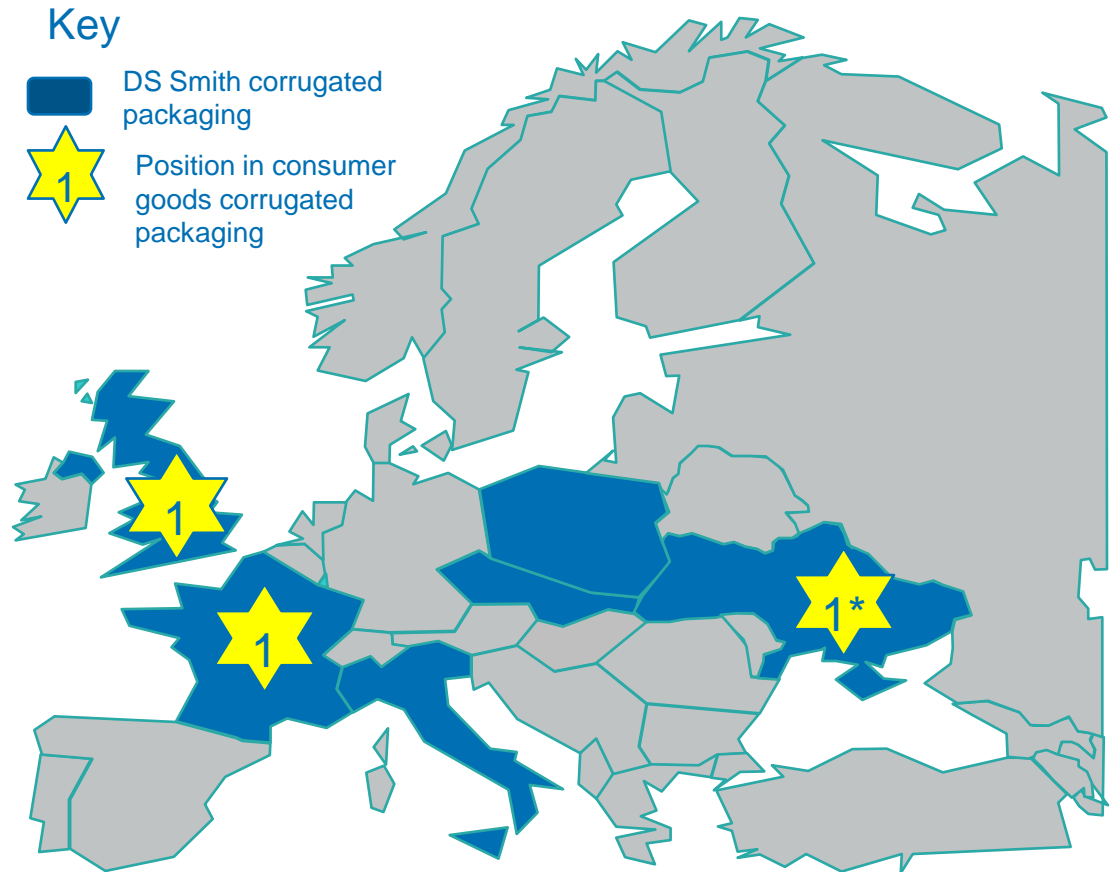 Key
DS Smith corrugated
packaging
1
Position in consumer
goods corrugated
packaging
1
1
1*